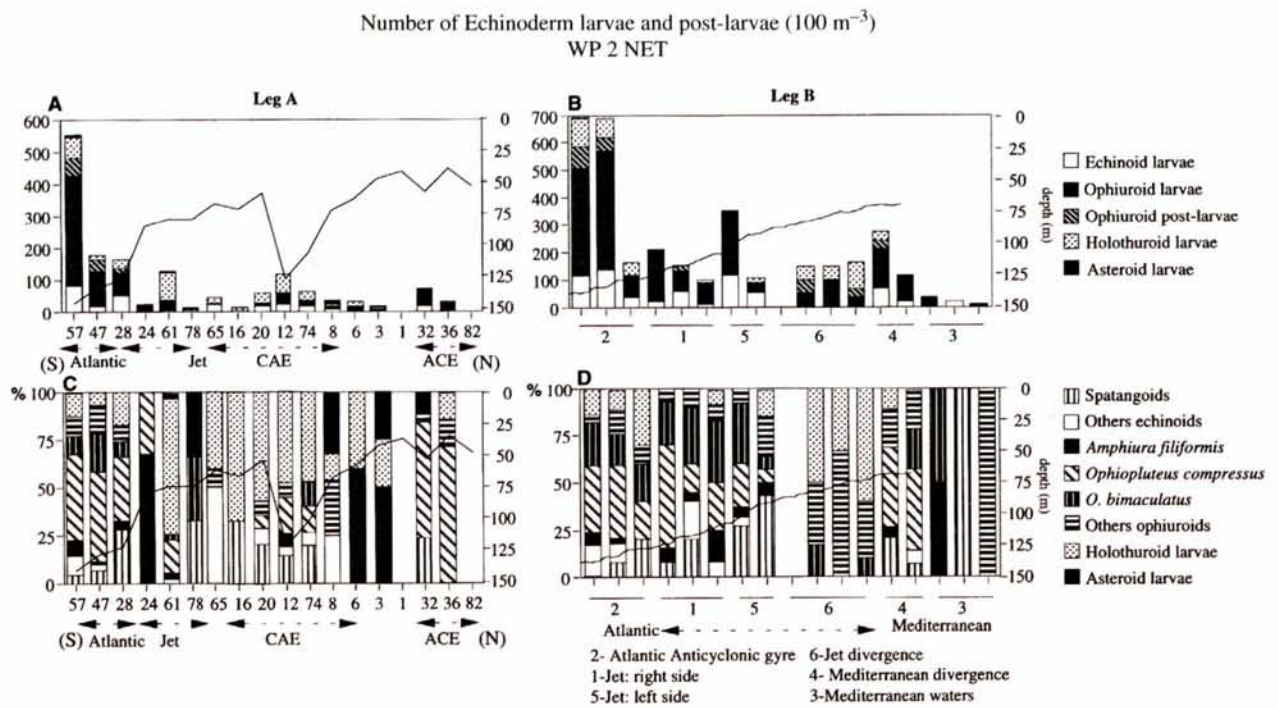 Number of Echinoderm larvae and post-larvae (100 m⁻³)
WP 2 NET
A
Leg A
600
500
400
300
200
100
0
0
25
50
75
100
125
150
57 47 28 24 61 78 65 16 20 12 74 8 6 3 1 32 36 82
(S) Atlantic Jet CAE ACE (N)
B
Leg B
700
600
500
400
300
200
100
0
0
25
50
75
100
125
150
depth (m)
2 1 5 6 4 3
Echinoid larvae
Ophiuroid larvae
Ophiuroid post-larvae
Holothuroid larvae
Asteroid larvae
C
% 100
75
50
25
0
0
25
50
75
100
125
150
57 47 28 24 61 78 65 16 20 12 74 8 6 3 1 32 36 82
(S) Atlantic Jet CAE ACE (N)
D
% 100
75
50
25
0
0
25
50
75
100
125
150
depth (m)
2 1 5 6 4 3
Atlantic Mediterranean
2- Atlantic Anticyclonic gyre
1-Jet: right side
5-Jet: left side
6-Jet divergence
4- Mediterranean divergence
3-Mediterranean waters
Spatangoids
Others echinoids
Amphiura filiformis
Ophiopluteus compressus
O. bimaculatus
Others ophiuroids
Holothuroid larvae
Asteroid larvae